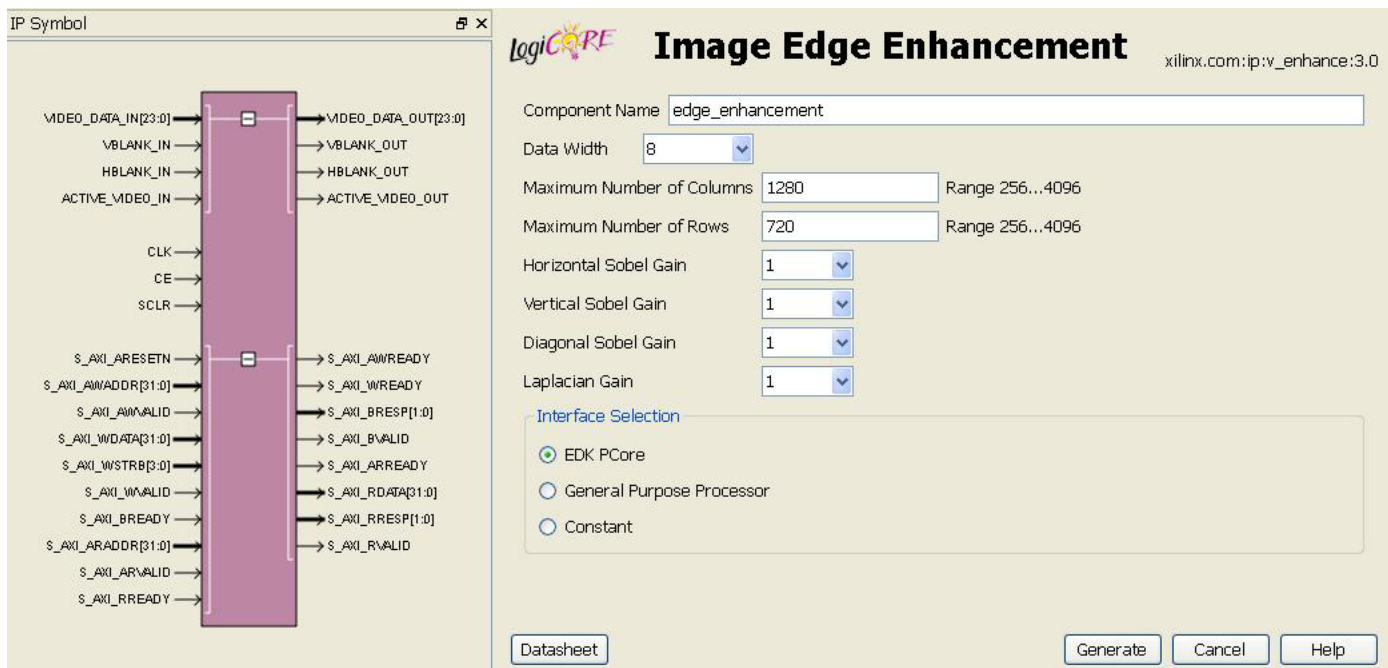 IP Symbol
VIDEO_DATA_IN[23:0]
VBLANK_IN
HBLANK_IN
ACTIVE_VIDEO_IN
CLK
CE
SCLR
S_AXI_ARESETN
S_AXI_AWADDR[31:0]
S_AXI_AWVALID
S_AXI_WDATA[31:0]
S_AXI_WSTRB[3:0]
S_AXI_WVALID
S_AXI_BREADY
S_AXI_ARADDR[31:0]
S_AXI_ARVALID
S_AXI_RREADY
VIDEO_DATA_OUT[23:0]
VBLANK_OUT
HBLANK_OUT
ACTIVE_VIDEO_OUT
S_AXI_AWREADY
S_AXI_WREADY
S_AXI_BRESP[1:0]
S_AXI_BVALID
S_AXI_ARREADY
S_AXI_RDATA[31:0]
S_AXI_RRESP[1:0]
S_AXI_RVALID
logiCORE
Image Edge Enhancement
xilinx.com:ip:v_enhance:3.0
Component Name edge_enhancement
Data Width 8
Maximum Number of Columns 1280 Range 256...4096
Maximum Number of Rows 720 Range 256...4096
Horizontal Sobel Gain 1
Vertical Sobel Gain 1
Diagonal Sobel Gain 1
Laplacian Gain 1
Interface Selection
EDK PCore
General Purpose Processor
Constant
Datasheet Generate Cancel Help